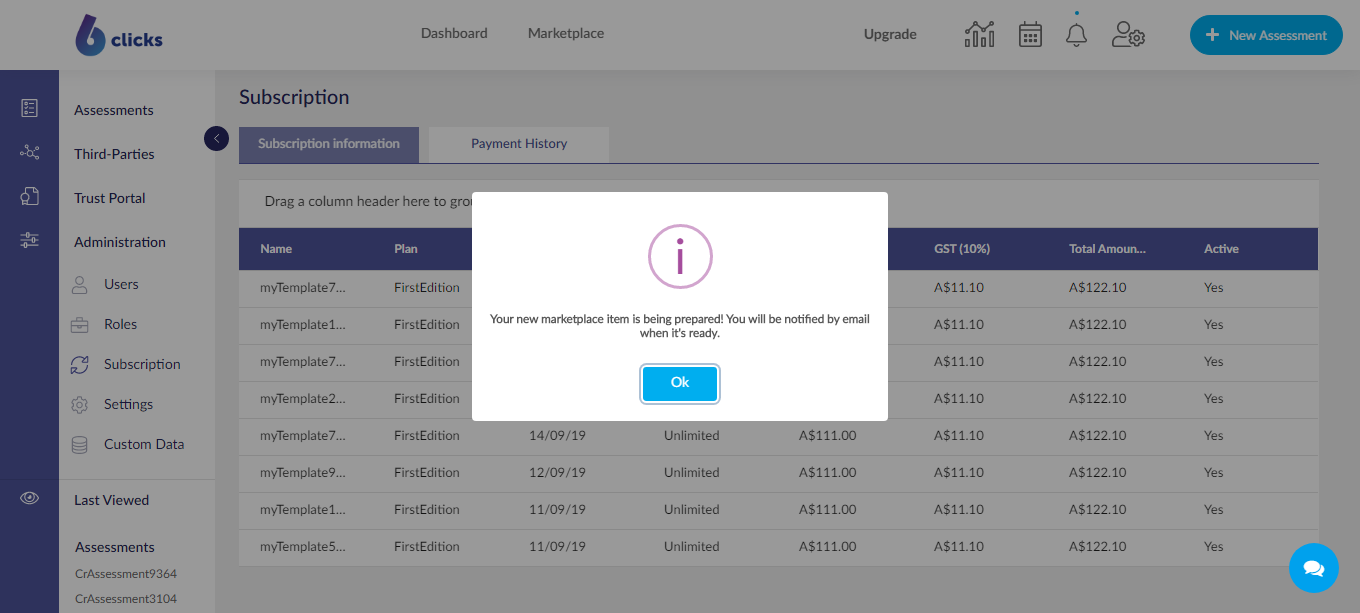 6clicks
Dashboard
Marketplace
Upgrade
New Assessment
Assessments
Third-Parties
Trust Portal
Administration
Users
Roles
Subscription
Settings
Custom Data
Last Viewed
Assessments
CrAssessment9364
CrAssessment3104
Subscription
Subscription information
Payment History
Drag a column header here to grou
Name Plan GST (10%) Total Amoun... Active
myTemplate7... FirstEdition A$11.10 A$122.10 Yes
myTemplate1... FirstEdition A$11.10 A$122.10 Yes
myTemplate7... FirstEdition A$11.10 A$122.10 Yes
myTemplate2... FirstEdition A$11.10 A$122.10 Yes
myTemplate7... FirstEdition 14/09/19 Unlimited A$111.00 A$11.10 A$122.10 Yes
myTemplate9... FirstEdition 12/09/19 Unlimited A$111.00 A$11.10 A$122.10 Yes
myTemplate1... FirstEdition 11/09/19 Unlimited A$111.00 A$11.10 A$122.10 Yes
myTemplate5... FirstEdition 11/09/19 Unlimited A$111.00 A$11.10 A$122.10 Yes
i
Your new marketplace item is being prepared! You will be notified by email
when it's ready.
Ok